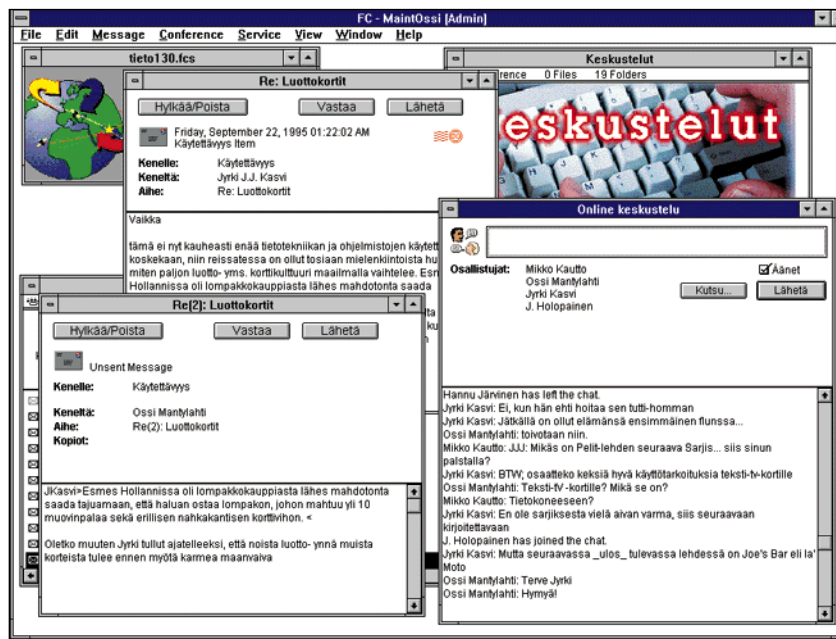 FC - MaintOssi [Admin]
File Edit Message Conference Service View Window Help
tieto130.fcs
Keskustelut
rence 0 Files 19 Folders
eskustelut
Re: Luottokortit
Hylkää/Poista Vastaa Lähetä
Friday, September 22, 1995 01:22:02 AM
Käytettävyys Item
Kenelle: Käytettävyys
Keneltä: Jyrki J.J. Kasvi
Aihe: Re: Luottokortit
Vaikka
tämä ei nyt kauheasti enää tietotekniikan ja ohjelmistojen käytett
koskekaan, niin reissatessa on ollut tosiaan mielenkiintoista hu
miten paljon luotto- yms. korttikulttuuri maailmalla vaihtelee. Esm
Hollannissa oli lompakkokauppiasta lähes mahdotonta saada
Re(2): Luottokortit
Hylkää/Poista Vastaa Lähetä
Unsent Message
Kenelle: Käytettävyys
Keneltä: Ossi Mantylahti
Aihe: Re(2): Luottokortit
Kopiot:
JKasvi>Esmes Hollannissa oli lompakkokauppiasta lähes mahdotonta
saada tajuamaan, että haluan ostaa lompakon, johon mahtuu yli 10
muovinpalaa sekä erillisen nahkakantisen korttivihon. <
Oletko muuten Jyrki tullut ajatelleeksi, että noista luotto- ynnä muista
korteista tulee ennen myötä karmea maanvaiva
Online keskustelu
Osallistujat: Mikko Kautto
Ossi Mantylahti
Jyrki Kasvi
J. Holopainen
Äänet
Kutsu... Lähetä
Hannu Järvinen has left the chat.
Jyrki Kasvi: Ei, kun hän ehti hoitaa sen tutti-homman
Jyrki Kasvi: Jätkällä on ollut elämänsä ensimmäinen flunssa...
Ossi Mantylahti: toivotaan niin.
Mikko Kautto: JJJ: Mikäs on Pelit-lehden seuraava Sarjis... siis sinun
palstalla?
Jyrki Kasvi: BTW; osaatteko keksiä hyvä käyttötarkoituksia teksti-tv-kortille
Ossi Mantylahti: Teksti-tV -kortille? Mikä se on?
Mikko Kautto: Tietokoneeseen?
Jyrki Kasvi: En ole sarjiksesta vielä aivan varma, siis seuraavaan
kirjoitettavaan
J. Holopainen has joined the chat.
Jyrki Kasvi: Mutta seuraavassa _ulos_ tulevassa lehdessä on Joe's Bar eli la'
Moto
Ossi Mantylahti: Terve Jyrki
Ossi Mantylahti: Hymyä!